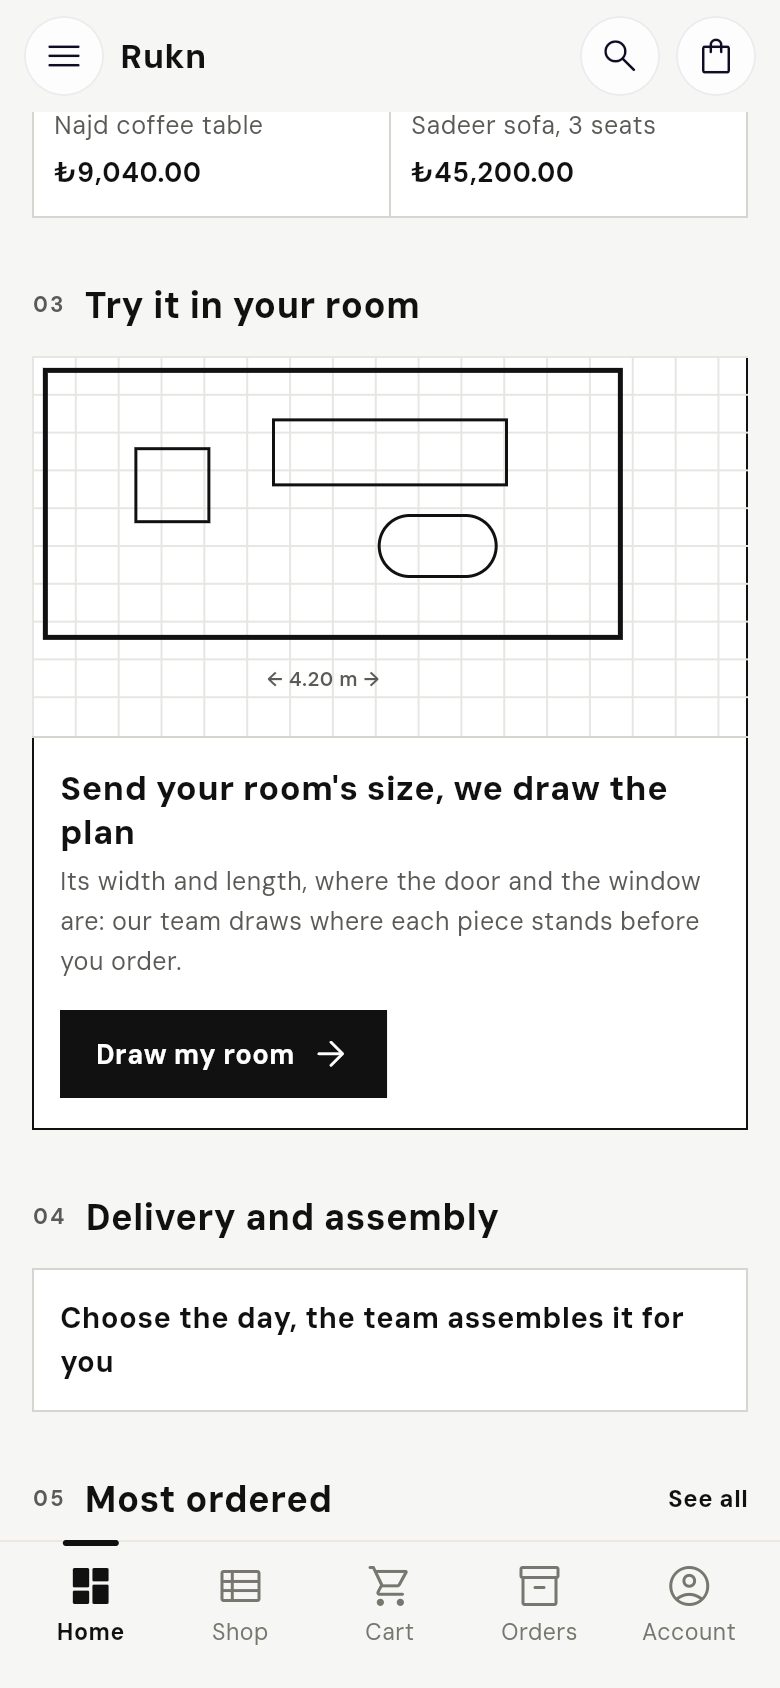 Rukn
Najd coffee table
₺9,040.00
Sadeer sofa, 3 seats
₺45,200.00
03 Try it in your room
← 4.20 m →
Send your room's size, we draw the
plan
Its width and length, where the door and the window
are: our team draws where each piece stands before
you order.
Draw my room →
04 Delivery and assembly
Choose the day, the team assembles it for
you
05 Most ordered See all
Home Shop Cart Orders Account